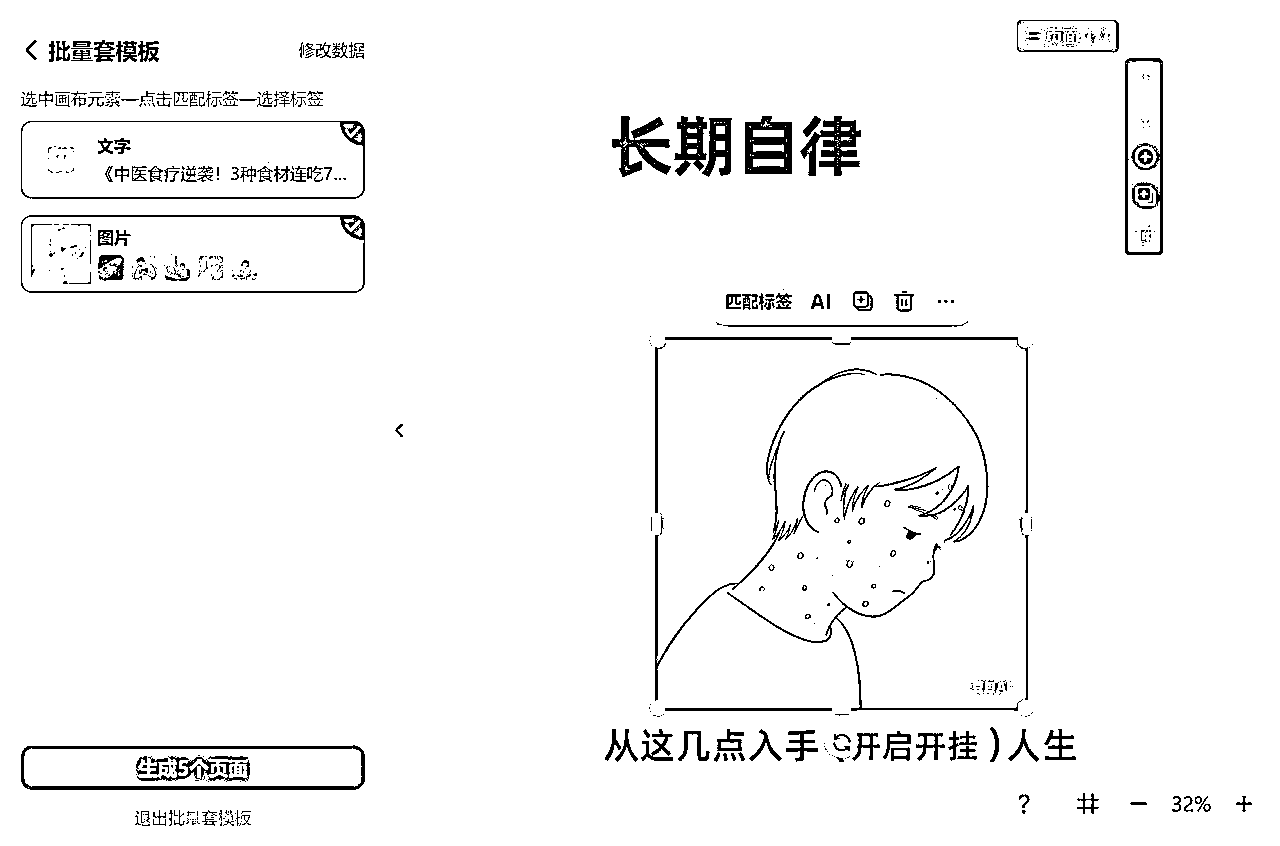 批量套模板
修改数据
选中画布元素—点击匹配标签—选择标签
文字
《中医食疗逆袭！3种食材连吃7...
图片
生成5个页面
退出批量套模板
长期自律
匹配标签 AI
从这几点入手
开启开挂）人生
? 32%